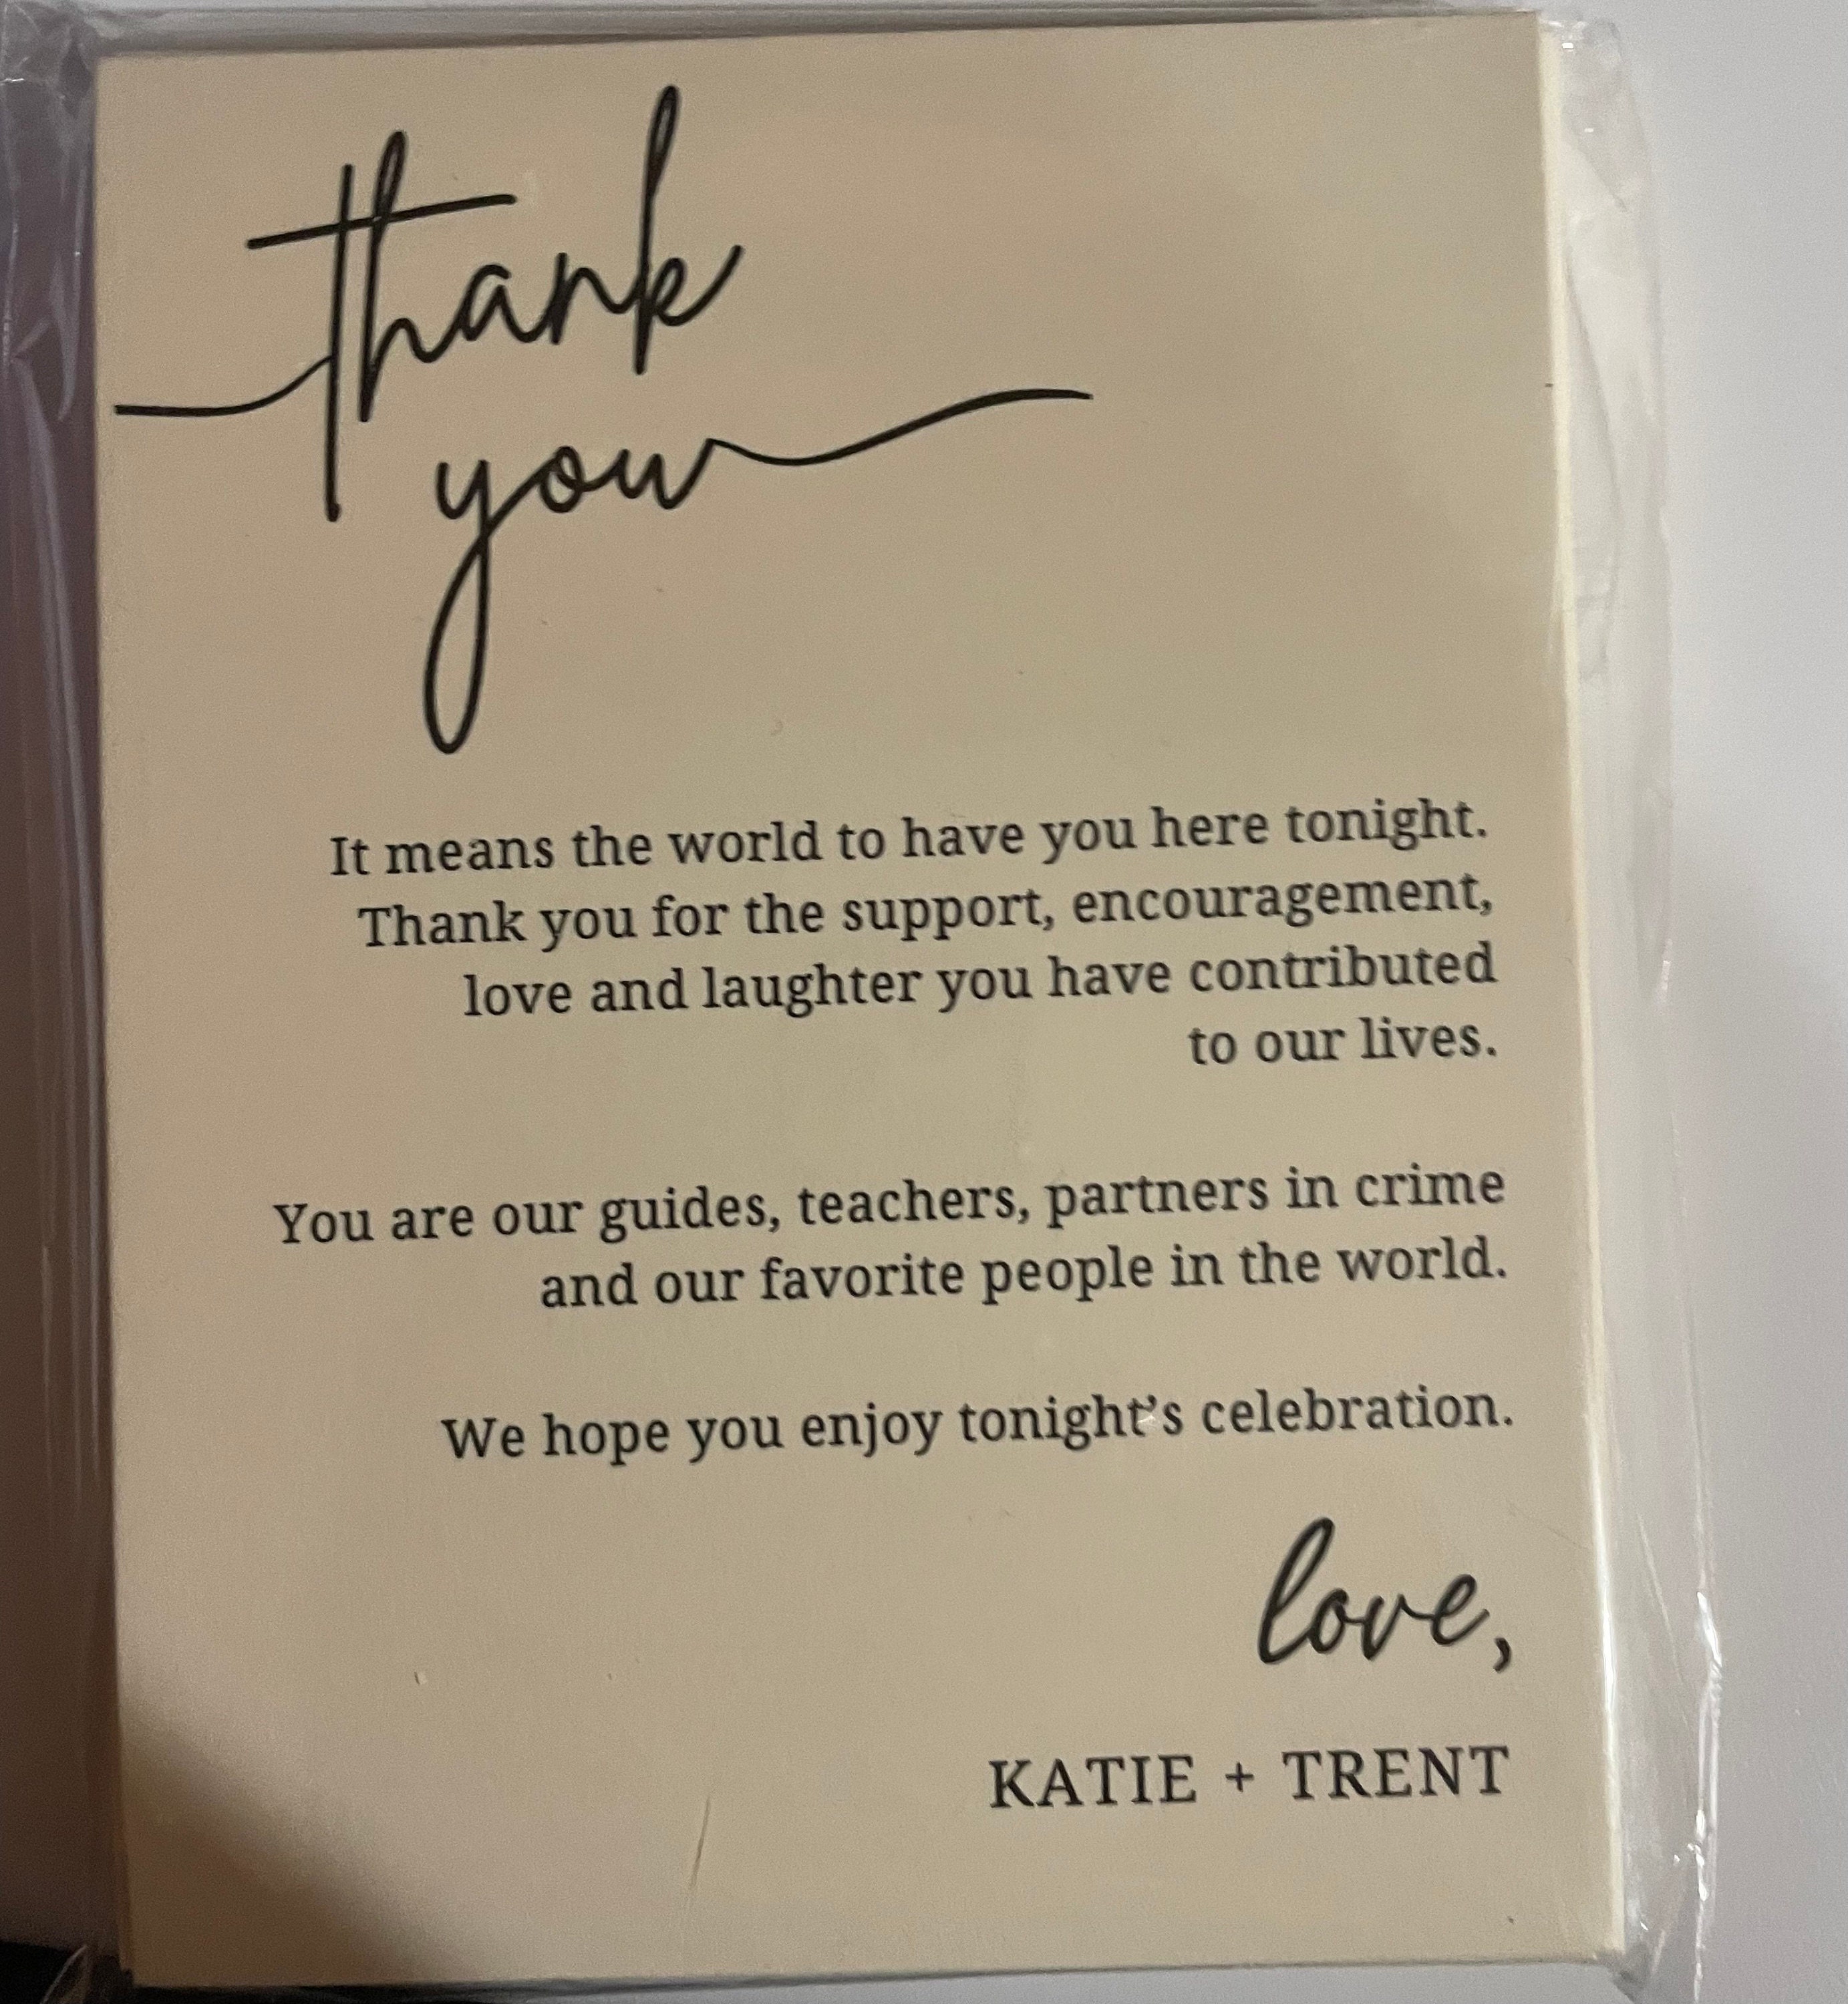 thank
you
It means the world to have you here tonight.
Thank you for the support, encouragement,
love and laughter you have contributed
to our lives.
You are our guides, teachers, partners in crime
and our favorite people in the world.
We hope you enjoy tonight’s celebration.
love,
KATIE + TRENT